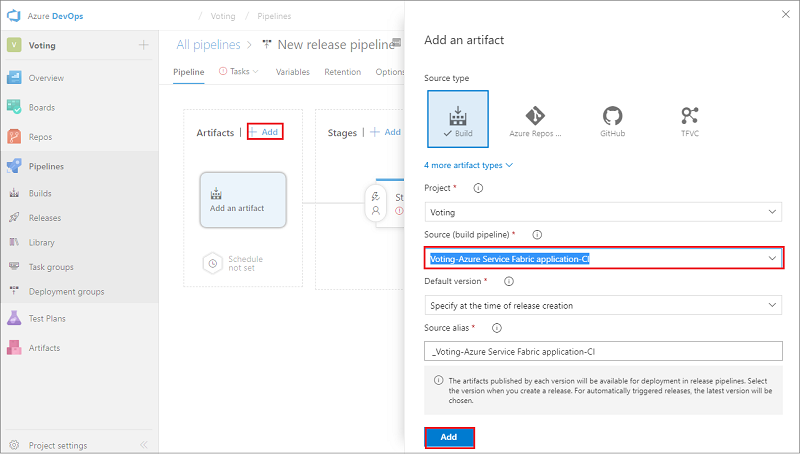 Azure DevOps
/ Voting / Pipelines
V Voting
Overview
Boards
Repos
Pipelines
Builds
Releases
Library
Task groups
Deployment groups
Test Plans
Artifacts
Project settings
All pipelines > New release pipeline
Pipeline Tasks Variables Retention Options
Artifacts | + Add
Stages | + Add
Add an artifact
Schedule
not set
St
Add an artifact
Source type
Build
Azure Repos ...
GitHub
TFVC
4 more artifact types
Project *
Voting
Source (build pipeline) *
Voting-Azure Service Fabric application-CI
Default version *
Specify at the time of release creation
Source alias *
_Voting-Azure Service Fabric application-CI
The artifacts published by each version will be available for deployment in release pipelines. Select
the version when you create a release. For automatically triggered releases, the latest version will be
chosen.
Add